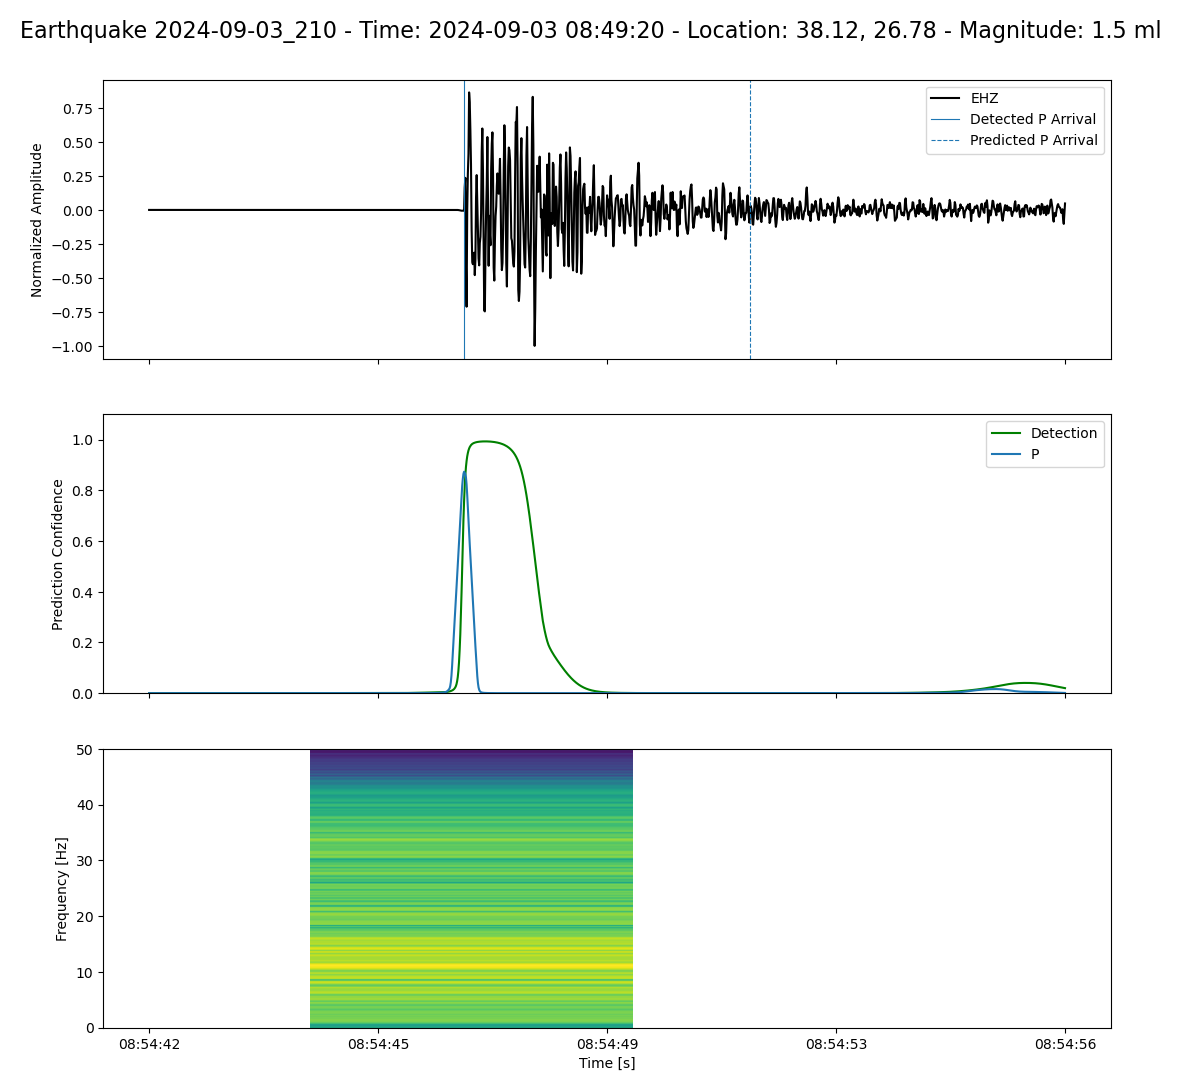 Earthquake 2024-09-03_210 - Time: 2024-09-03 08:49:20 - Location: 38.12, 26.78 - Magnitude: 1.5 ml
EHZ
Detected P Arrival
Predicted P Arrival
Normalized Amplitude
0.75
0.50
0.25
0.00
−0.25
−0.50
−0.75
−1.00
Detection
P
Prediction Confidence
1.0
0.8
0.6
0.4
0.2
0.0
Frequency [Hz]
50
40
30
20
10
0
08:54:42 08:54:45 08:54:49 08:54:53 08:54:56
Time [s]